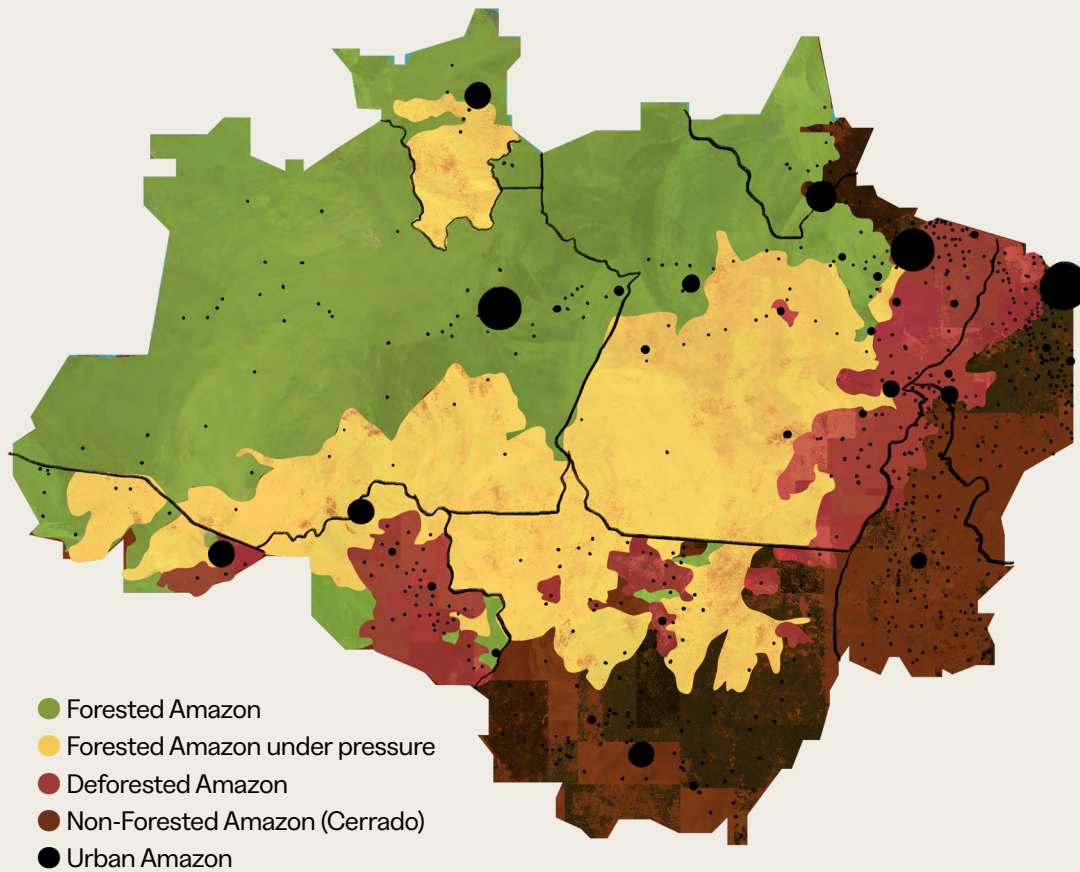 Forested Amazon
Forested Amazon under pressure
Deforested Amazon
Non-Forested Amazon (Cerrado)
Urban Amazon